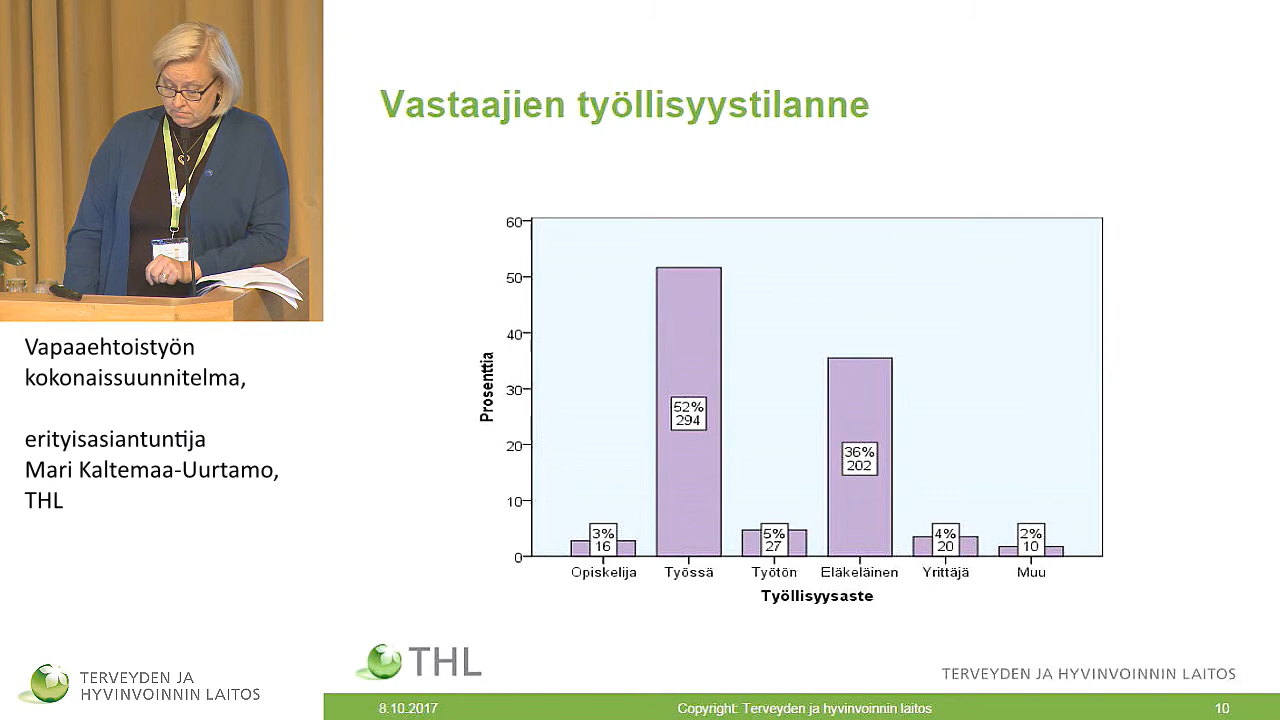 Vastaajien työllisyystilanne
Prosenttia
60
50
40
30
20
10
0
3%
16
52%
294
5%
27
36%
202
4%
20
2%
10
Opiskelija Työssä Työtön Eläkeläinen Yrittäjä Muu
Työllisyysaste
Vapaaehtoistyön
kokonaissuunnitelma,
erityisasiantuntija
Mari Kaltemaa-Uurtamo,
THL
TERVEYDEN JA
HYVINVOINNIN LAITOS
THL
TERVEYDEN JA HYVINVOINNIN LAITOS
8.10.2017 Copyright: Terveyden ja hyvinvoinnin laitos 10